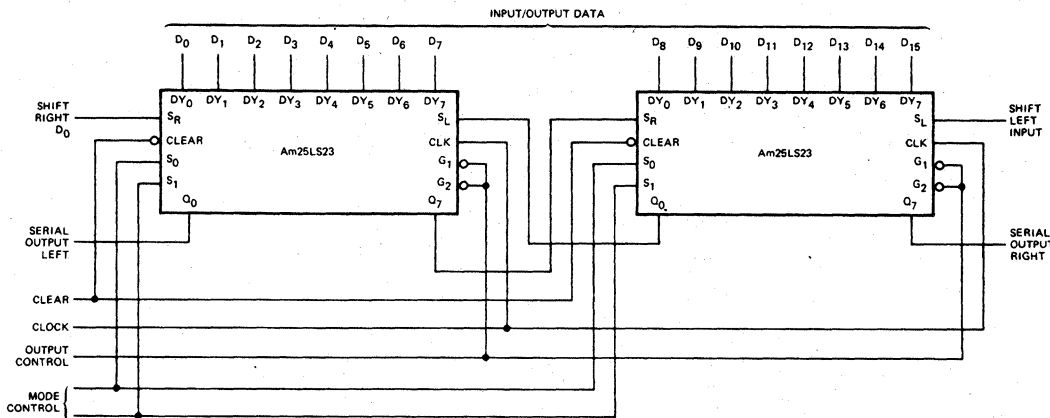 INPUT/OUTPUT DATA
D0 D1 D2 D3 D4 D5 D6 D7
D8 D9 D10 D11 D12 D13 D14 D15
DY0 DY1 DY2 DY3 DY4 DY5 DY6 DY7
DY0 DY1 DY2 DY3 DY4 DY5 DY6 DY7
SHIFT
RIGHT
D0
SR
SL
CLEAR
CLK
Am25LS23
S0
G1
S1
G2
Q0
Q7
SR
SL
CLEAR
CLK
Am25LS23
S0
G1
S1
G2
Q0
Q7
SHIFT
LEFT
INPUT
SERIAL
OUTPUT
LEFT
SERIAL
OUTPUT
RIGHT
CLEAR
CLOCK
OUTPUT
CONTROL
MODE
CONTROL